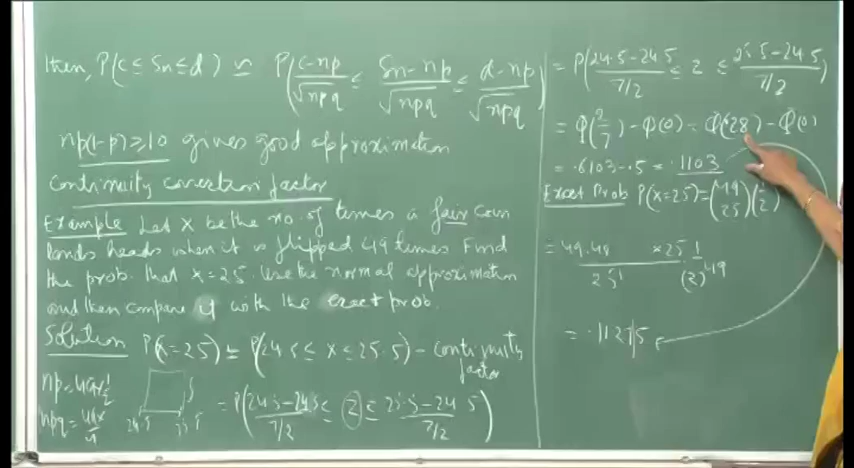 then, P(c ≤ Sn ≤ d) ≃ P(c-np/√npq ≤ Sn-np/√npq ≤ d-np/√npq)
np(1-p) ≥ 10 gives good approximation
Continuity correction factor
Example Let X be the no. of times a fair coin
lands heads when it is flipped 49 times Find
the prob. that X=25. Use the normal approximation
and then compare it with the exact prob.
Solution P(X=25) ≃ P(24.5 ≤ X ≤ 25.5) - continuity
factor
np=49×1/2
npq=49×
24.5 25.5
= P(24.5-24.5/7/2 ≤ Z ≤ 25.5-24.5/7/2)
= P(24.5-24.5/7/2 ≤ Z ≤ 25.5-24.5/7/2)
= Φ(2/7) - Φ(0) = Φ(.28) - Φ(0)
= .6103-.5 = .1103
Exact Prob P(X=25) = (49 25)(1/2)
= 49.48 ×25 1
25! (2)49
= .11275